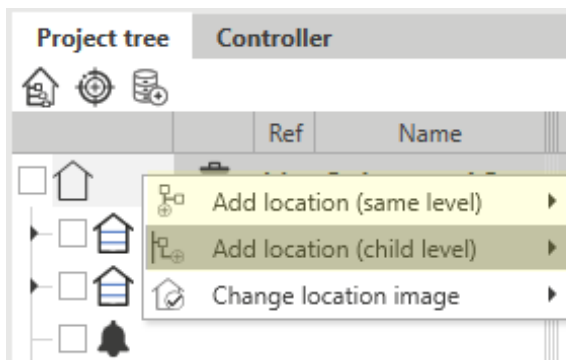 Project tree Controller
Ref Name
Add location (same level)
Add location (child level)
Change location image